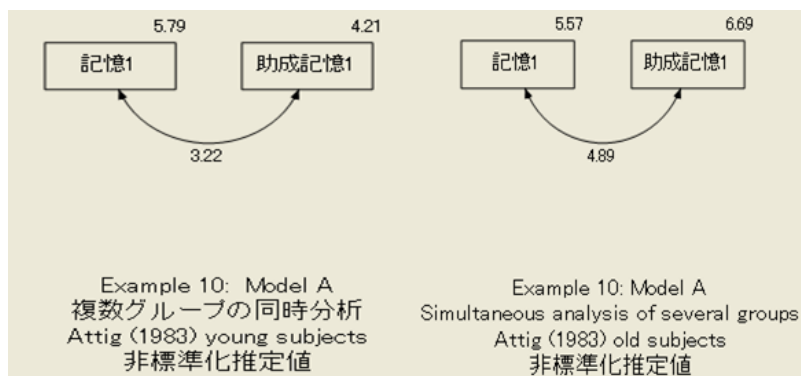 5.79
4.21
記憶1
助成記憶1
3.22
Example 10: Model A
複数グループの同時分析
Attig (1983) young subjects
非標準化推定値
5.57
6.69
記憶1
助成記憶1
4.89
Example 10: Model A
Simultaneous analysis of several groups
Attig (1983) old subjects
非標準化推定値